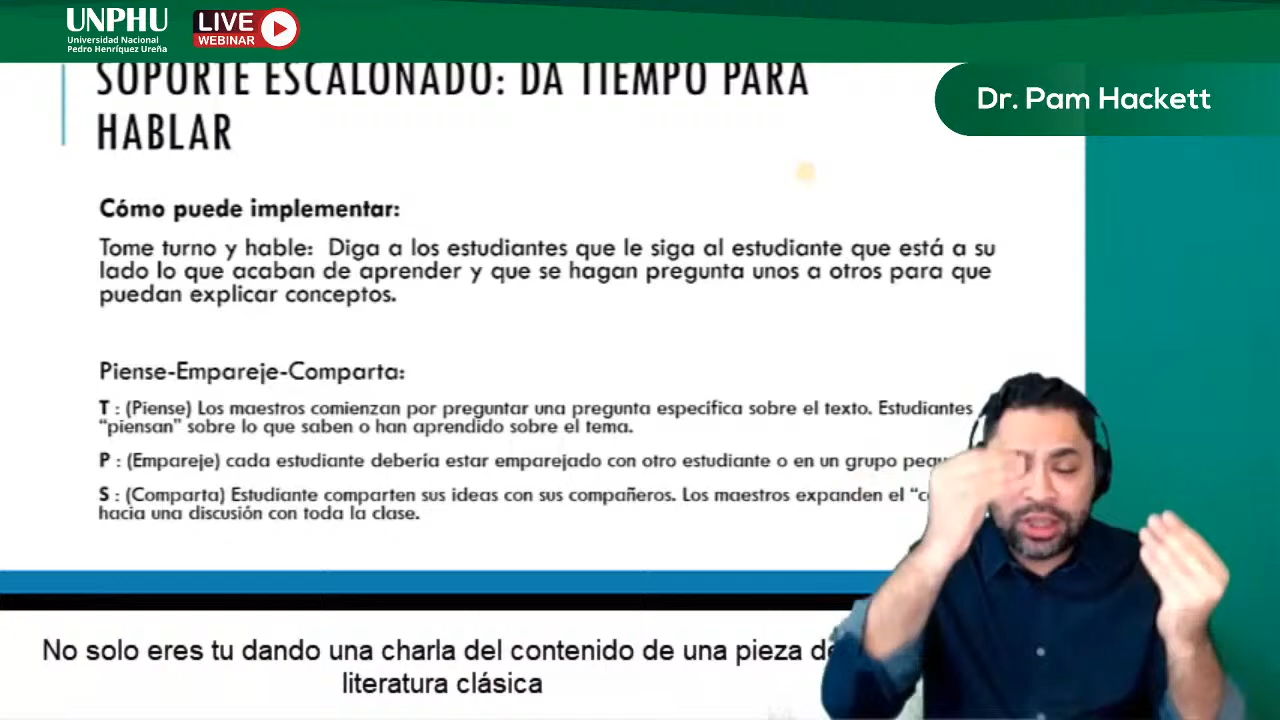 UNPHU
Universidad Nacional
Pedro Henríquez Ureña
LIVE
WEBINAR
Dr. Pam Hackett
SOPORTE ESCALONADO: DA TIEMPO PARA
HABLAR
Cómo puede implementar:
Tome turno y hable: Diga a los estudiantes que le siga al estudiante que está a su
lado lo que acaban de aprender y que se hagan pregunta unos a otros para que
puedan explicar conceptos.
Piense-Empareje-Comparta:
T : (Piense) Los maestros comienzan por preguntar una pregunta específica sobre el texto. Estudiantes
"piensan" sobre lo que saben o han aprendido sobre el tema.
P : (Empareje) cada estudiante debería estar emparejado con otro estudiante o en un grupo
S : (Comparta) Estudiante comparten sus ideas con sus compañeros. Los maestros expanden el
hacia una discusión con toda la clase.
No solo eres tu dando una charla del contenido de una pieza de
literatura clásica